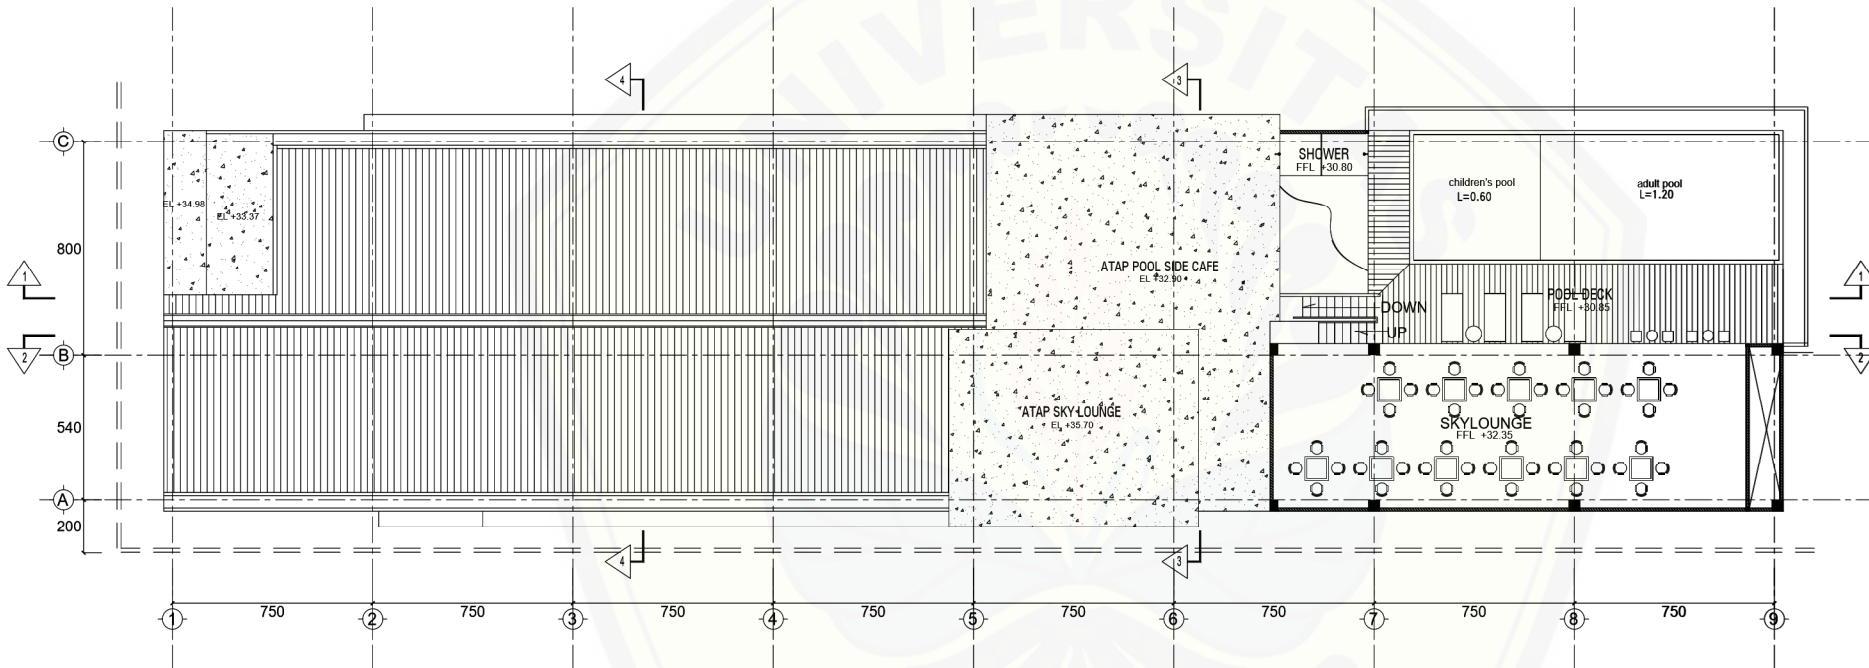 UNIVERSITAS
4
3
C
SHOWER
FFL +30.80
children's pool
L=0.60
adult pool
L=1.20
EL +34.98
EL +33.37
800
ATAP POOL SIDE CAFE
EL +32.90
1
1
POOL DECK
FFL +30.85
DOWN
UP
2
B
2
ATAP SKY LOUNGE
EL +35.70
SKYLOUNGE
FFL +32.35
540
A
200
4
3
750
750
750
750
750
750
750
750
1
2
3
4
5
6
7
8
9